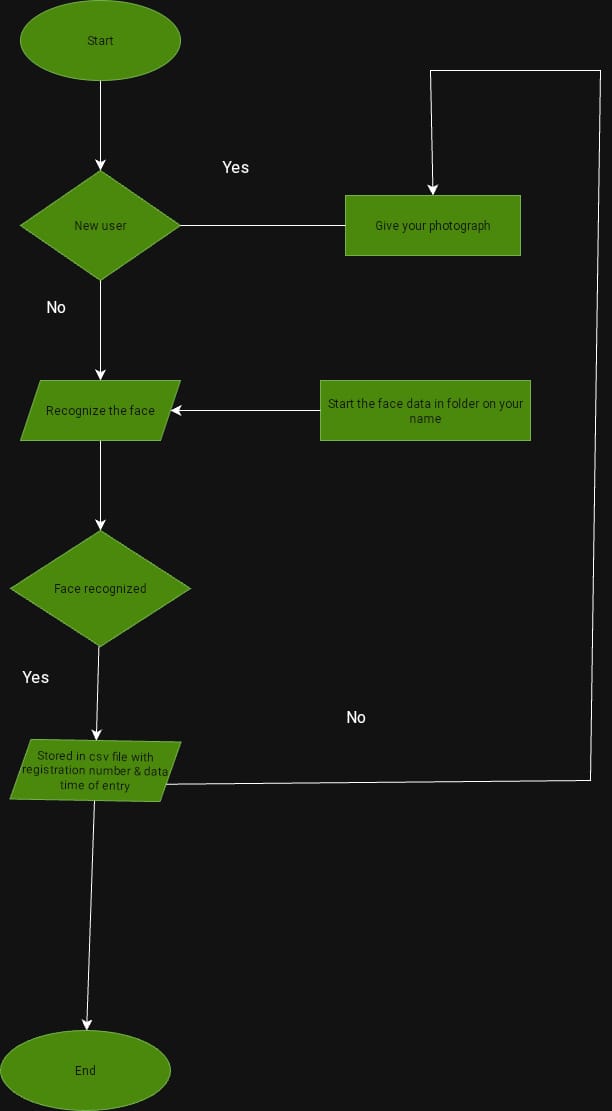 Start
Yes
New user
Give your photograph
No
Recognize the face
Start the face data in folder on your
name
Face recognized
Yes
No
Stored in csv file with
registration number & data
time of entry
End